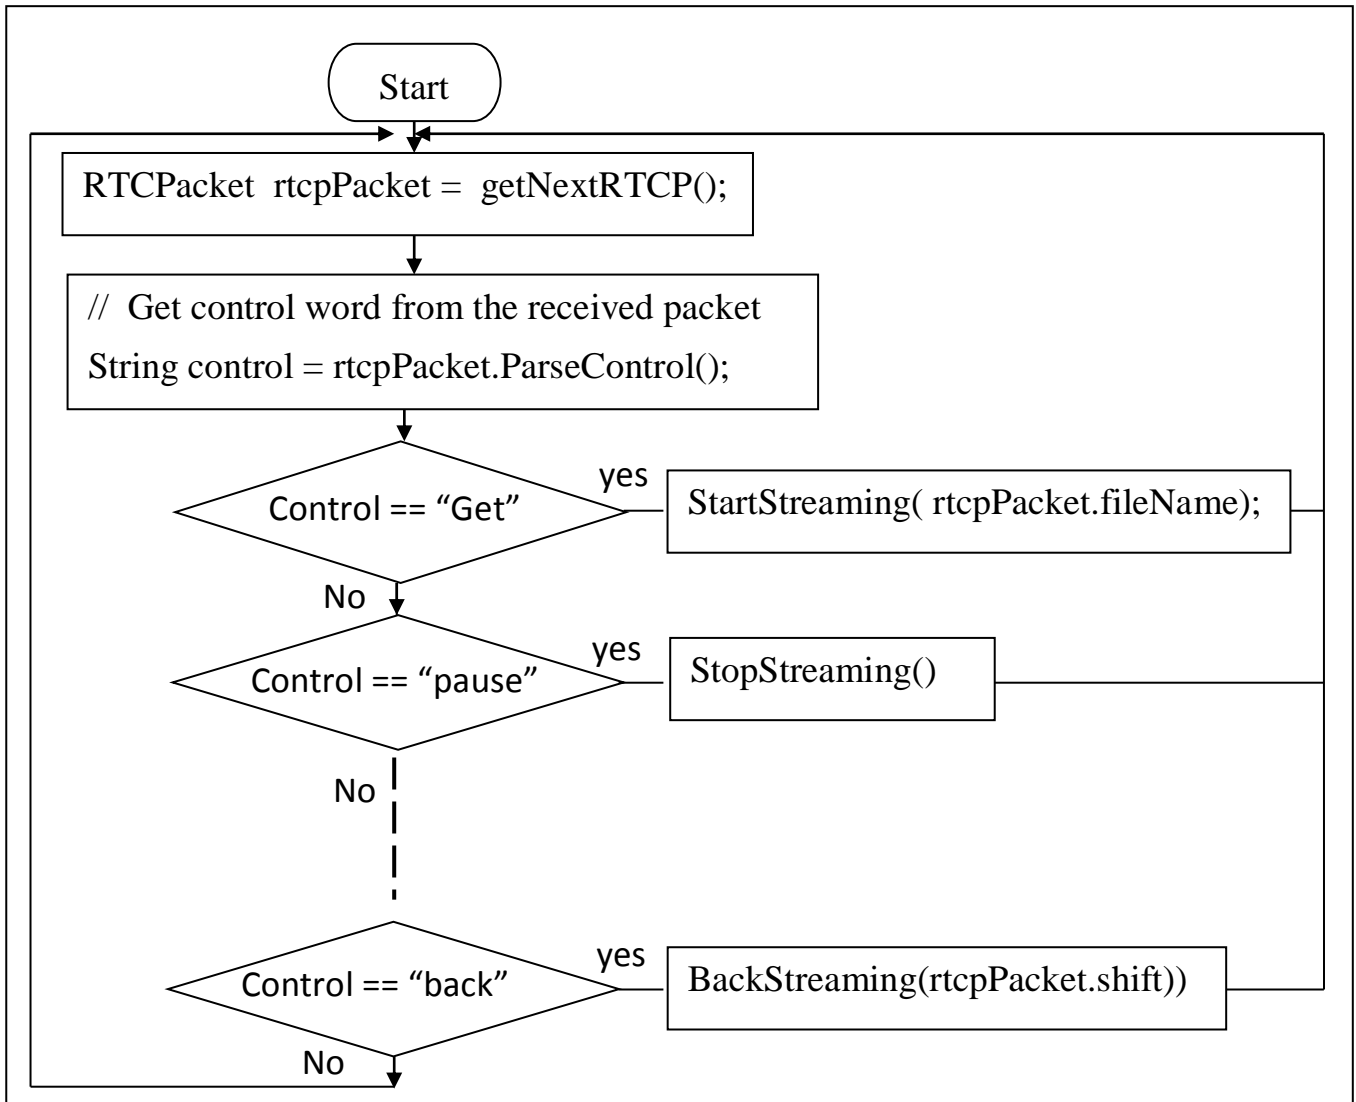 Start
RTCPacket  rtcpPacket =  getNextRTCP();
//  Get control word from the received packet
String control = rtcpPacket.ParseControl();
Control == “Get”
yes
StartStreaming( rtcpPacket.fileName);
No
Control == “pause”
yes
StopStreaming()
No
Control == “back”
yes
BackStreaming(rtcpPacket.shift))
No